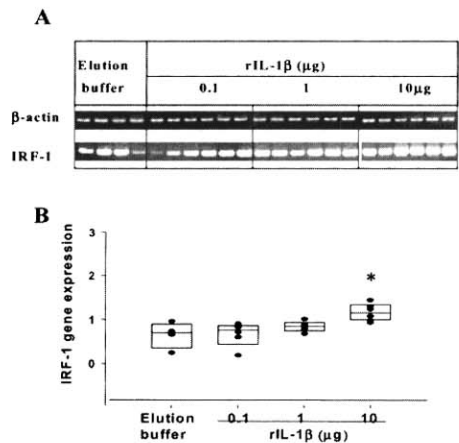 A
Elution buffer
rIL-1β (μg)
0.1 1 10μg
β-actin
IRF-1
B
IRF-1 gene expression
3
2
1
0
*
Elution buffer
0.1 1 10
rIL-1β (μg)